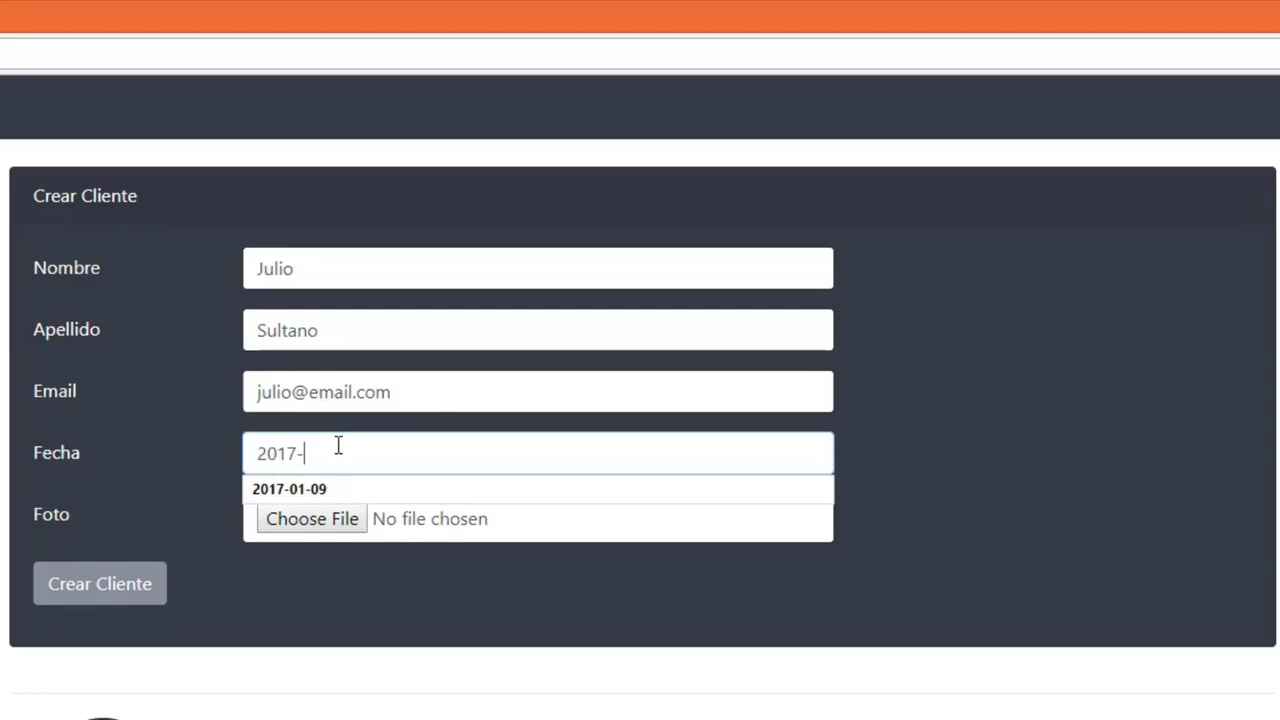 Crear Cliente
Nombre
Julio
Apellido
Sultano
Email
julio@email.com
Fecha
2017-
2017-01-09
Foto
Choose File No file chosen
Crear Cliente